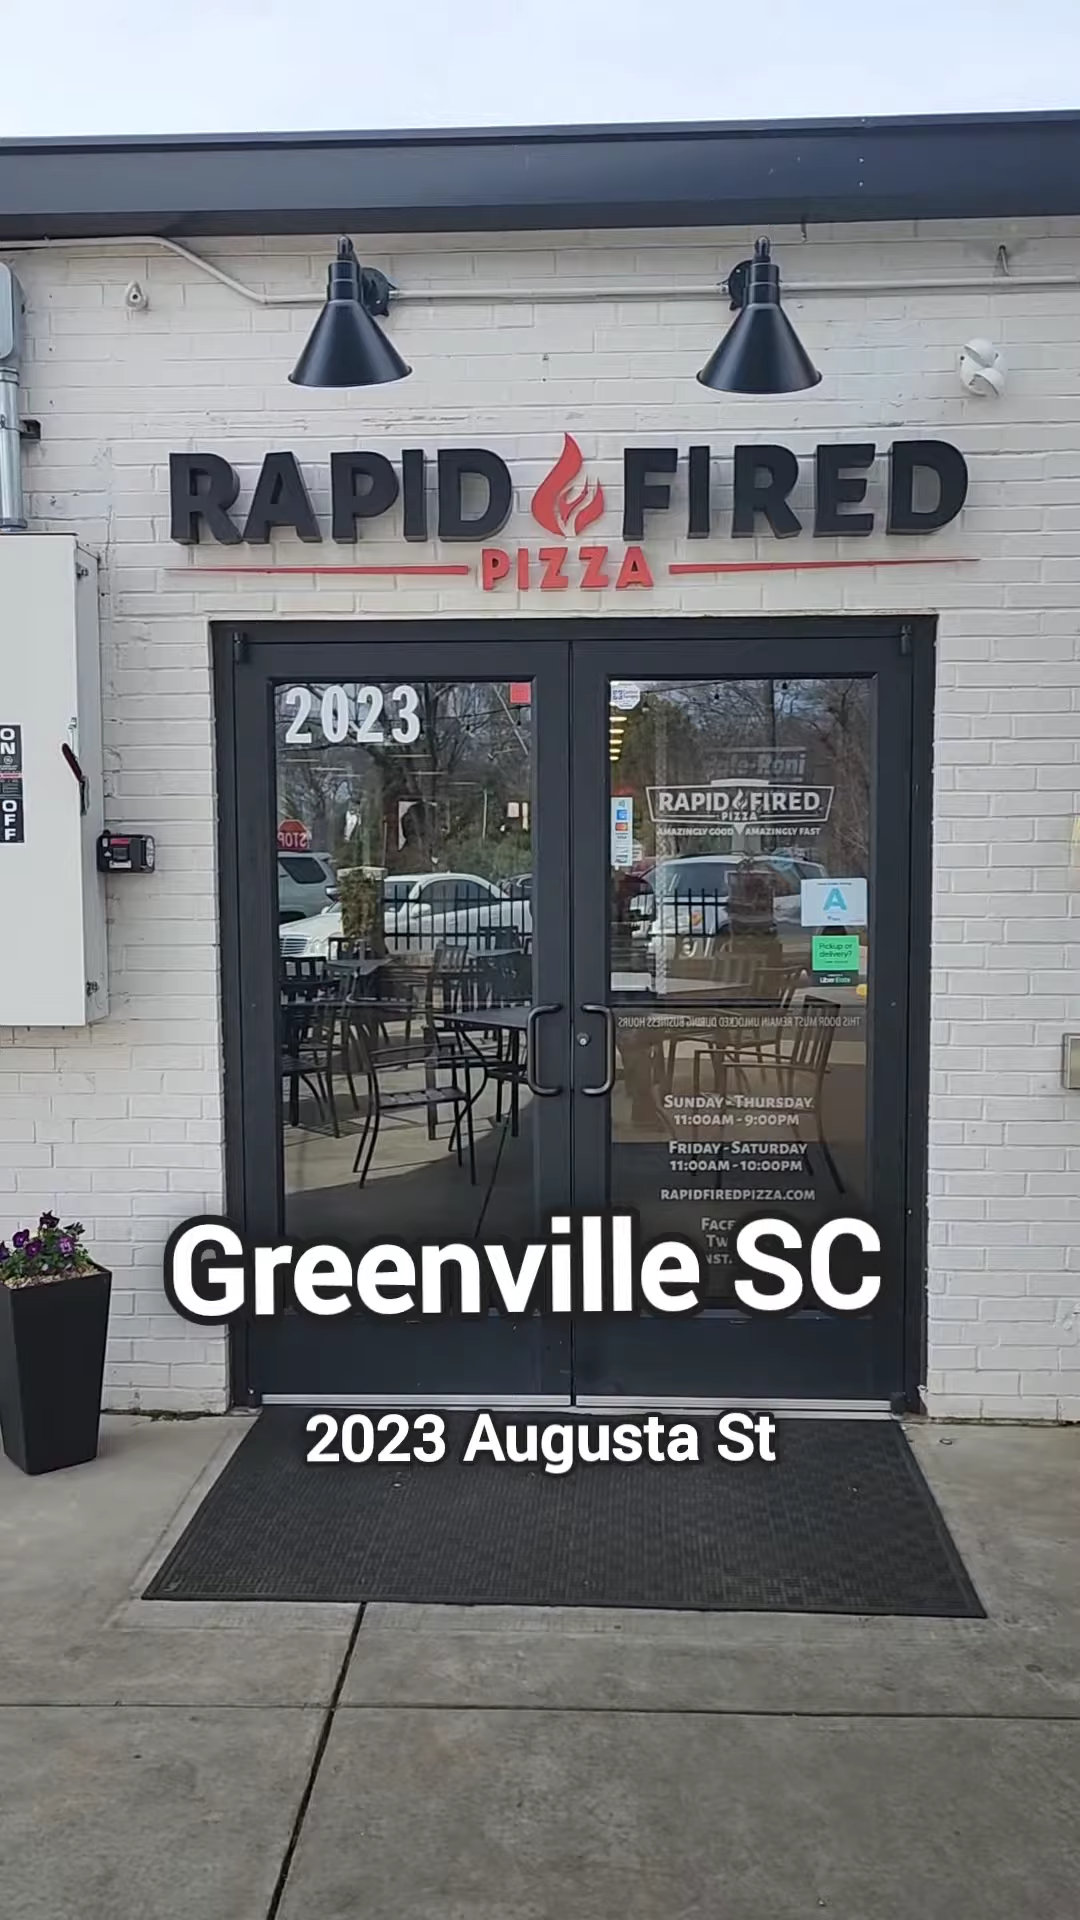 RAPID FIRED
PIZZA
2023
RAPID FIRED
PIZZA
AMAZINGLY GOOD AMAZINGLY FAST
A
Pickup or
delivery?
Uber Eats
THIS DOOR MUST REMAIN UNLOCKED DURING BUSINESS HOURS
STOP
ON
OFF
SUNDAY-THURSDAY
11:00AM-9:00PM
FRIDAY-SATURDAY
11:00AM-10:00PM
RAPIDFIREDPIZZA.COM
Greenville SC
2023 Augusta St